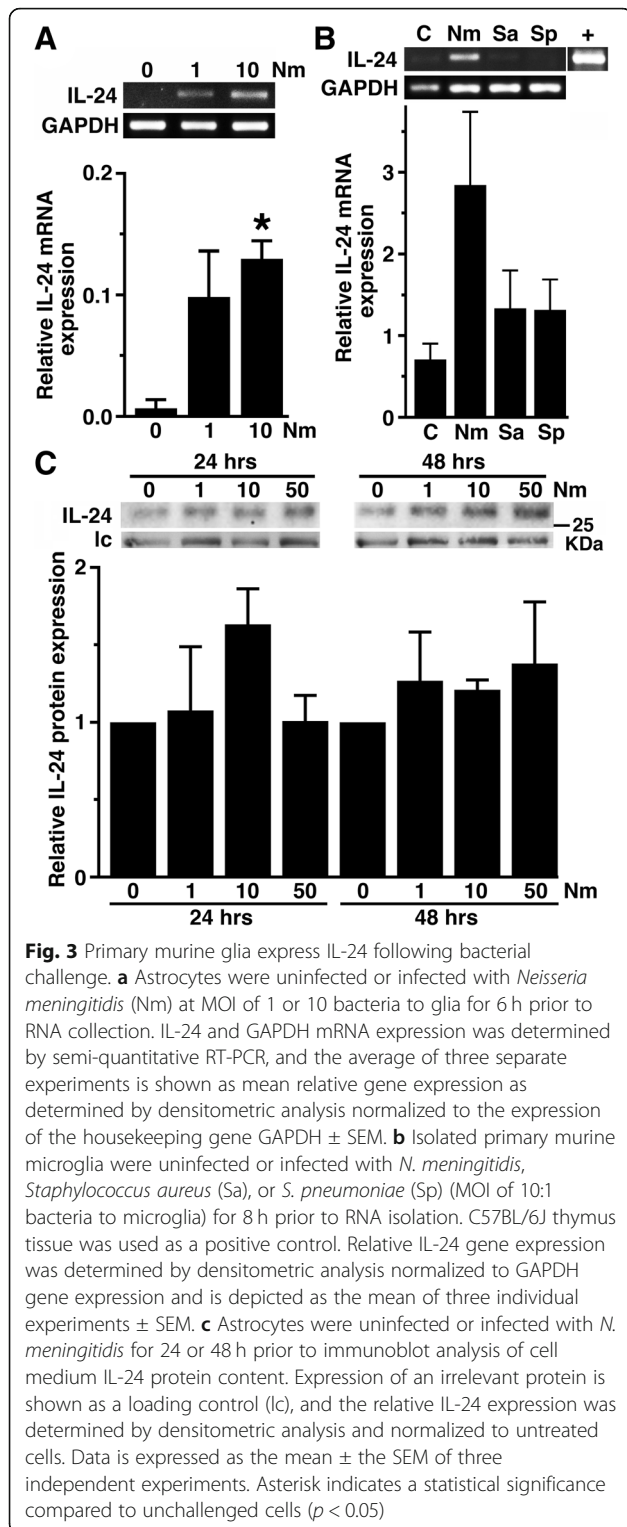 A
0 1 10 Nm
IL-24
GAPDH
0.2
0.1
0.0
Relative IL-24 mRNA
expression
*
0 1 10 Nm
B
C Nm Sa Sp +
IL-24
GAPDH
3
2
1
0
Relative IL-24 mRNA
expression
C Nm Sa Sp
C
24 hrs 48 hrs
0 1 10 50 0 1 10 50 Nm
IL-24
25
lc
KDa
2
1
0
Relative IL-24 protein expression
0 1 10 50 0 1 10 50 Nm
24 hrs 48 hrs
Fig. 3 Primary murine glia express IL-24 following bacterial
challenge. a Astrocytes were uninfected or infected with Neisseria
meningitidis (Nm) at MOI of 1 or 10 bacteria to glia for 6 h prior to
RNA collection. IL-24 and GAPDH mRNA expression was determined
by semi-quantitative RT-PCR, and the average of three separate
experiments is shown as mean relative gene expression as
determined by densitometric analysis normalized to the expression
of the housekeeping gene GAPDH ± SEM. b Isolated primary murine
microglia were uninfected or infected with N. meningitidis,
Staphylococcus aureus (Sa), or S. pneumoniae (Sp) (MOI of 10:1
bacteria to microglia) for 8 h prior to RNA isolation. C57BL/6J thymus
tissue was used as a positive control. Relative IL-24 gene expression
was determined by densitometric analysis normalized to GAPDH
gene expression and is depicted as the mean of three individual
experiments ± SEM. c Astrocytes were uninfected or infected with N.
meningitidis for 24 or 48 h prior to immunoblot analysis of cell
medium IL-24 protein content. Expression of an irrelevant protein is
shown as a loading control (lc), and the relative IL-24 expression was
determined by densitometric analysis and normalized to untreated
cells. Data is expressed as the mean ± the SEM of three
independent experiments. Asterisk indicates a statistical significance
compared to unchallenged cells (p < 0.05)